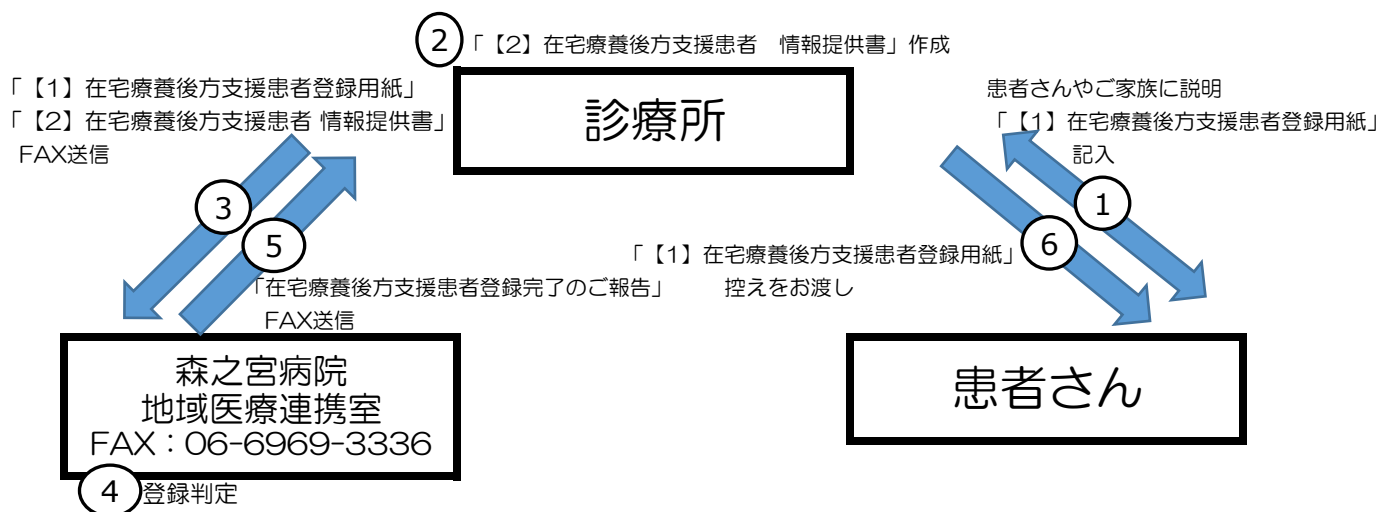 ② 「【2】在宅療養後方支援患者　情報提供書」作成
「【1】在宅療養後方支援患者登録用紙」
「【2】在宅療養後方支援患者 情報提供書」
FAX送信
診療所
患者さんやご家族に説明
「【1】在宅療養後方支援患者登録用紙」
記入
③
⑤
①
⑥
「【1】在宅療養後方支援患者登録用紙」
控えをお渡し
「在宅療養後方支援患者登録完了のご報告」
FAX送信
森之宮病院
地域医療連携室
FAX：06-6969-3336
④ 登録判定
患者さん